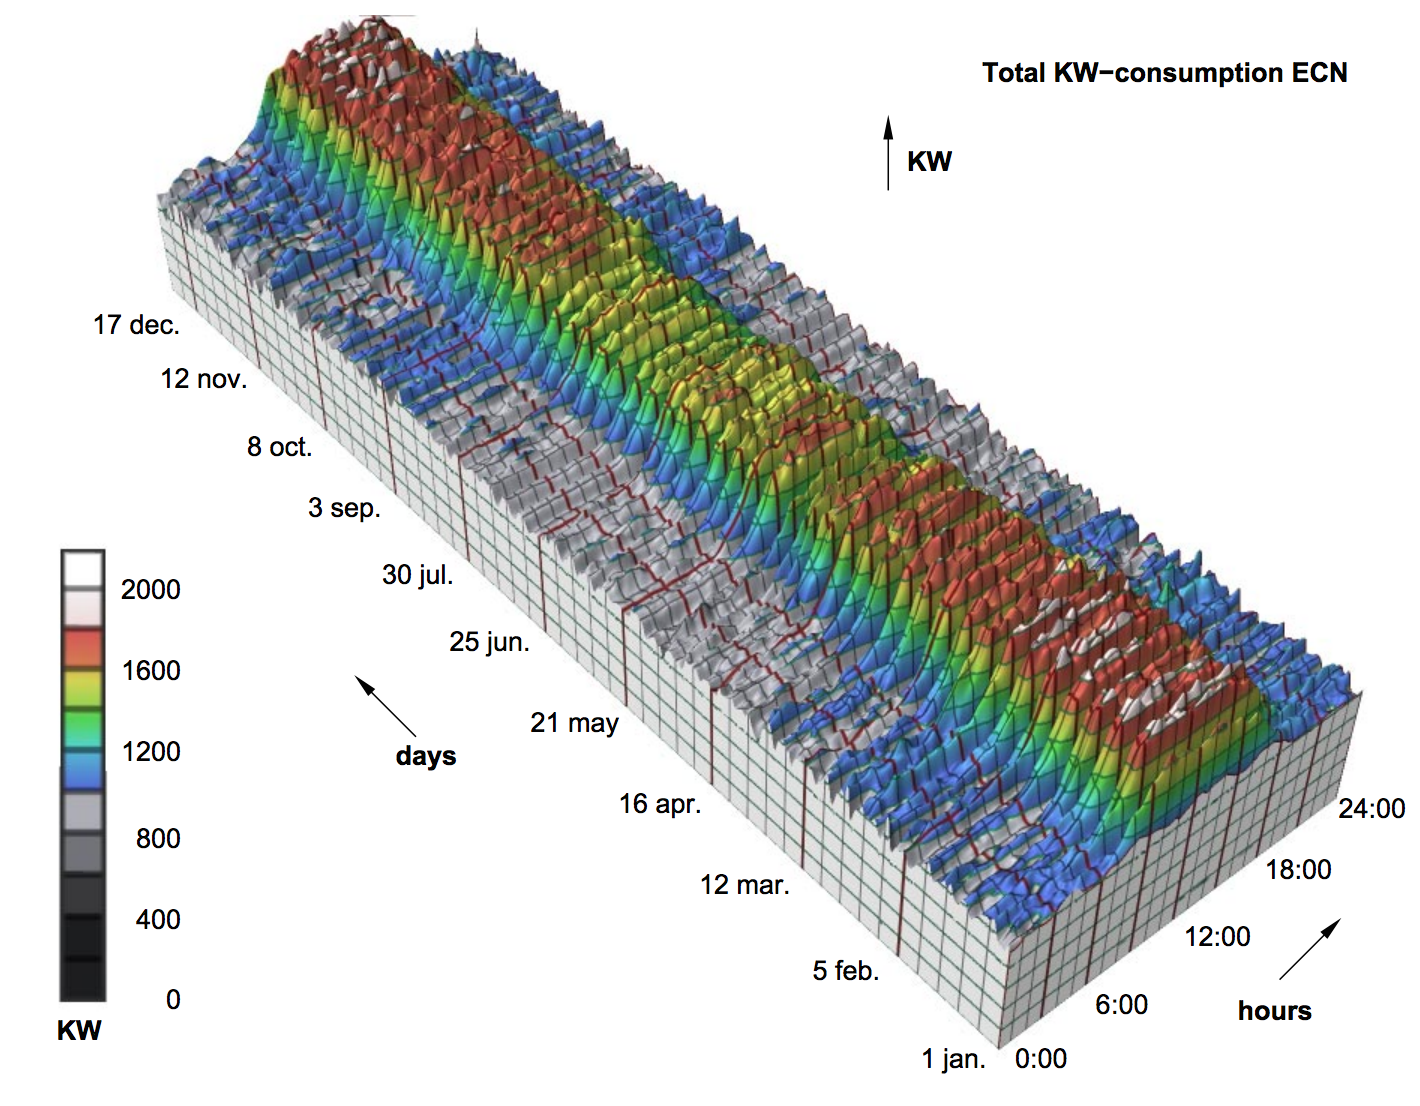 Total KW−consumption ECN
KW
17 dec.
12 nov.
8 oct.
3 sep.
30 jul.
25 jun.
21 may
16 apr.
12 mar.
5 feb.
1 jan.
days
0:00
6:00
12:00
18:00
24:00
hours
2000
1600
1200
800
400
0
KW